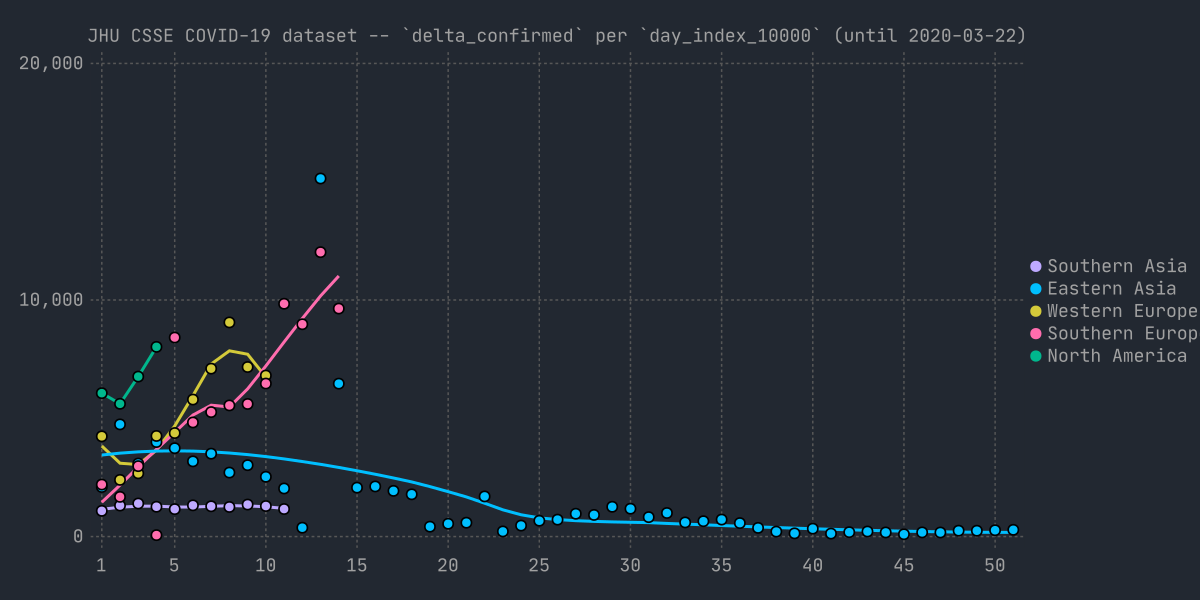 JHU CSSE COVID-19 dataset -- `delta_confirmed` per `day_index_10000` (until 2020-03-22)
20,000
10,000
0
1 5 10 15 20 25 30 35 40 45 50
Southern Asia
Eastern Asia
Western Europe
Southern Europ
North America